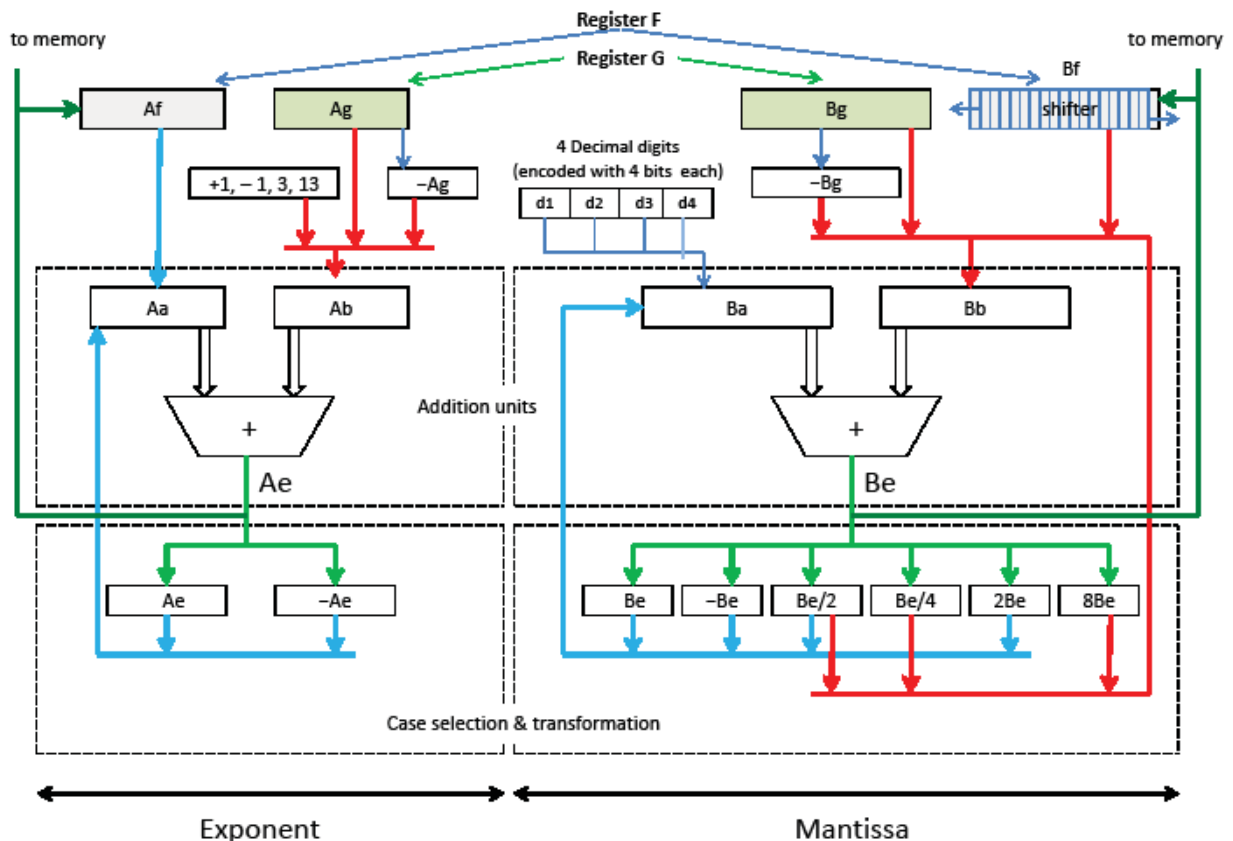 Register F
to memory
to memory
Register G
Bf
Af
Ag
Bg
shifter
4 Decimal digits
(encoded with 4 bits each)
+1, – 1, 3, 13
–Ag
–Bg
d1 d2 d3 d4
Aa
Ab
Ba
Bb
Addition units
+
+
Ae
Be
Ae
–Ae
Be
–Be
Be/2
Be/4
2Be
8Be
Case selection & transformation
Exponent
Mantissa